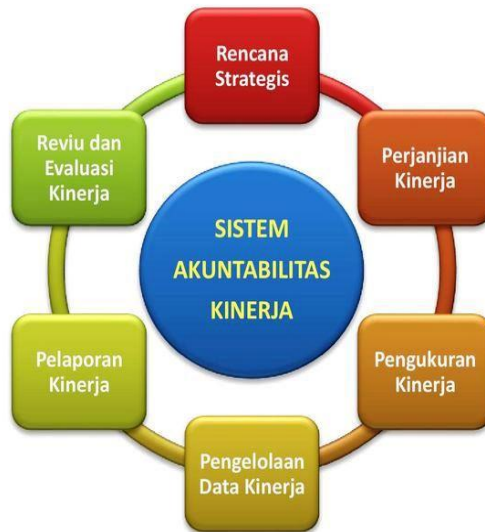 Rencana
Strategis
Perjanjian
Kinerja
Pengukuran
Kinerja
Pengelolaan
Data Kinerja
Pelaporan
Kinerja
Reviu dan
Evaluasi
Kinerja
SISTEM
AKUNTABILITAS
KINERJA